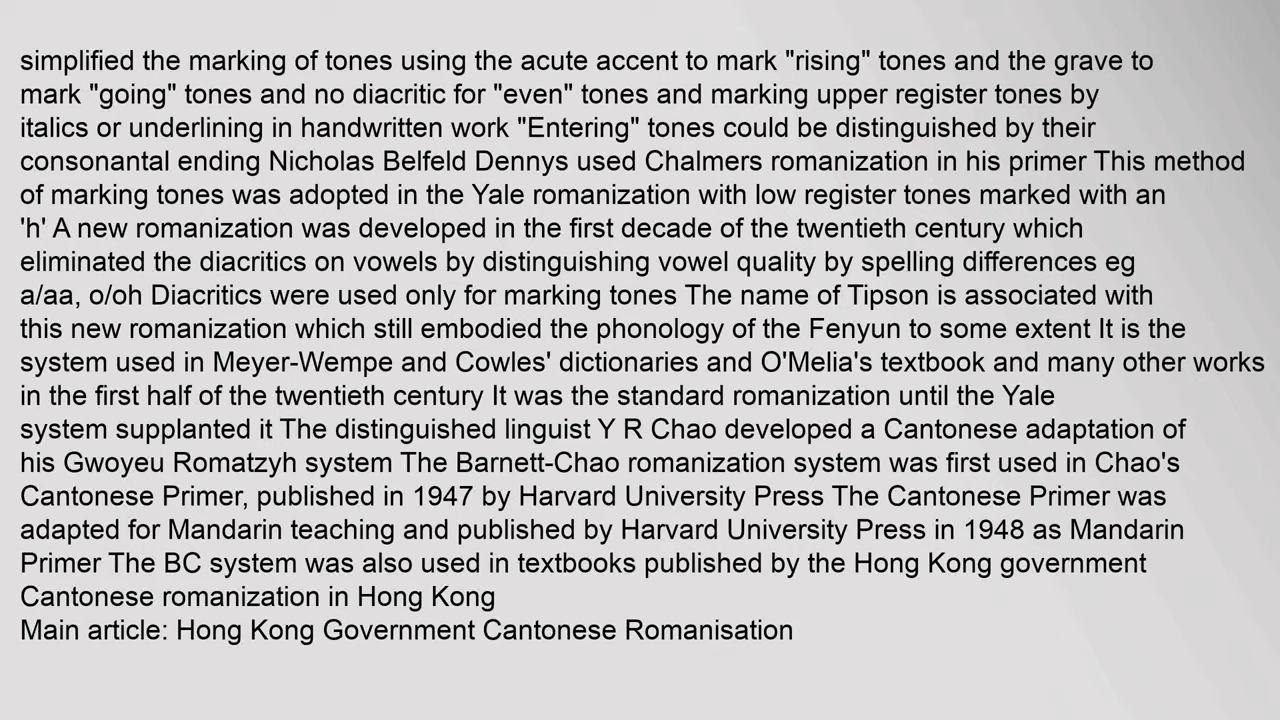 simplified the marking of tones using the acute accent to mark "rising" tones and the grave to
mark "going" tones and no diacritic for "even" tones and marking upper register tones by
italics or underlining in handwritten work "Entering" tones could be distinguished by their
consonantal ending Nicholas Belfeld Dennys used Chalmers romanization in his primer This method
of marking tones was adopted in the Yale romanization with low register tones marked with an
'h' A new romanization was developed in the first decade of the twentieth century which
eliminated the diacritics on vowels by distinguishing vowel quality by spelling differences eg
a/aa, o/oh Diacritics were used only for marking tones The name of Tipson is associated with
this new romanization which still embodied the phonology of the Fenyun to some extent It is the
system used in Meyer-Wempe and Cowles' dictionaries and O'Melia's textbook and many other works
in the first half of the twentieth century It was the standard romanization until the Yale
system supplanted it The distinguished linguist Y R Chao developed a Cantonese adaptation of
his Gwoyeu Romatzyh system The Barnett-Chao romanization system was first used in Chao's
Cantonese Primer, published in 1947 by Harvard University Press The Cantonese Primer was
adapted for Mandarin teaching and published by Harvard University Press in 1948 as Mandarin
Primer The BC system was also used in textbooks published by the Hong Kong government
Cantonese romanization in Hong Kong
Main article: Hong Kong Government Cantonese Romanisation